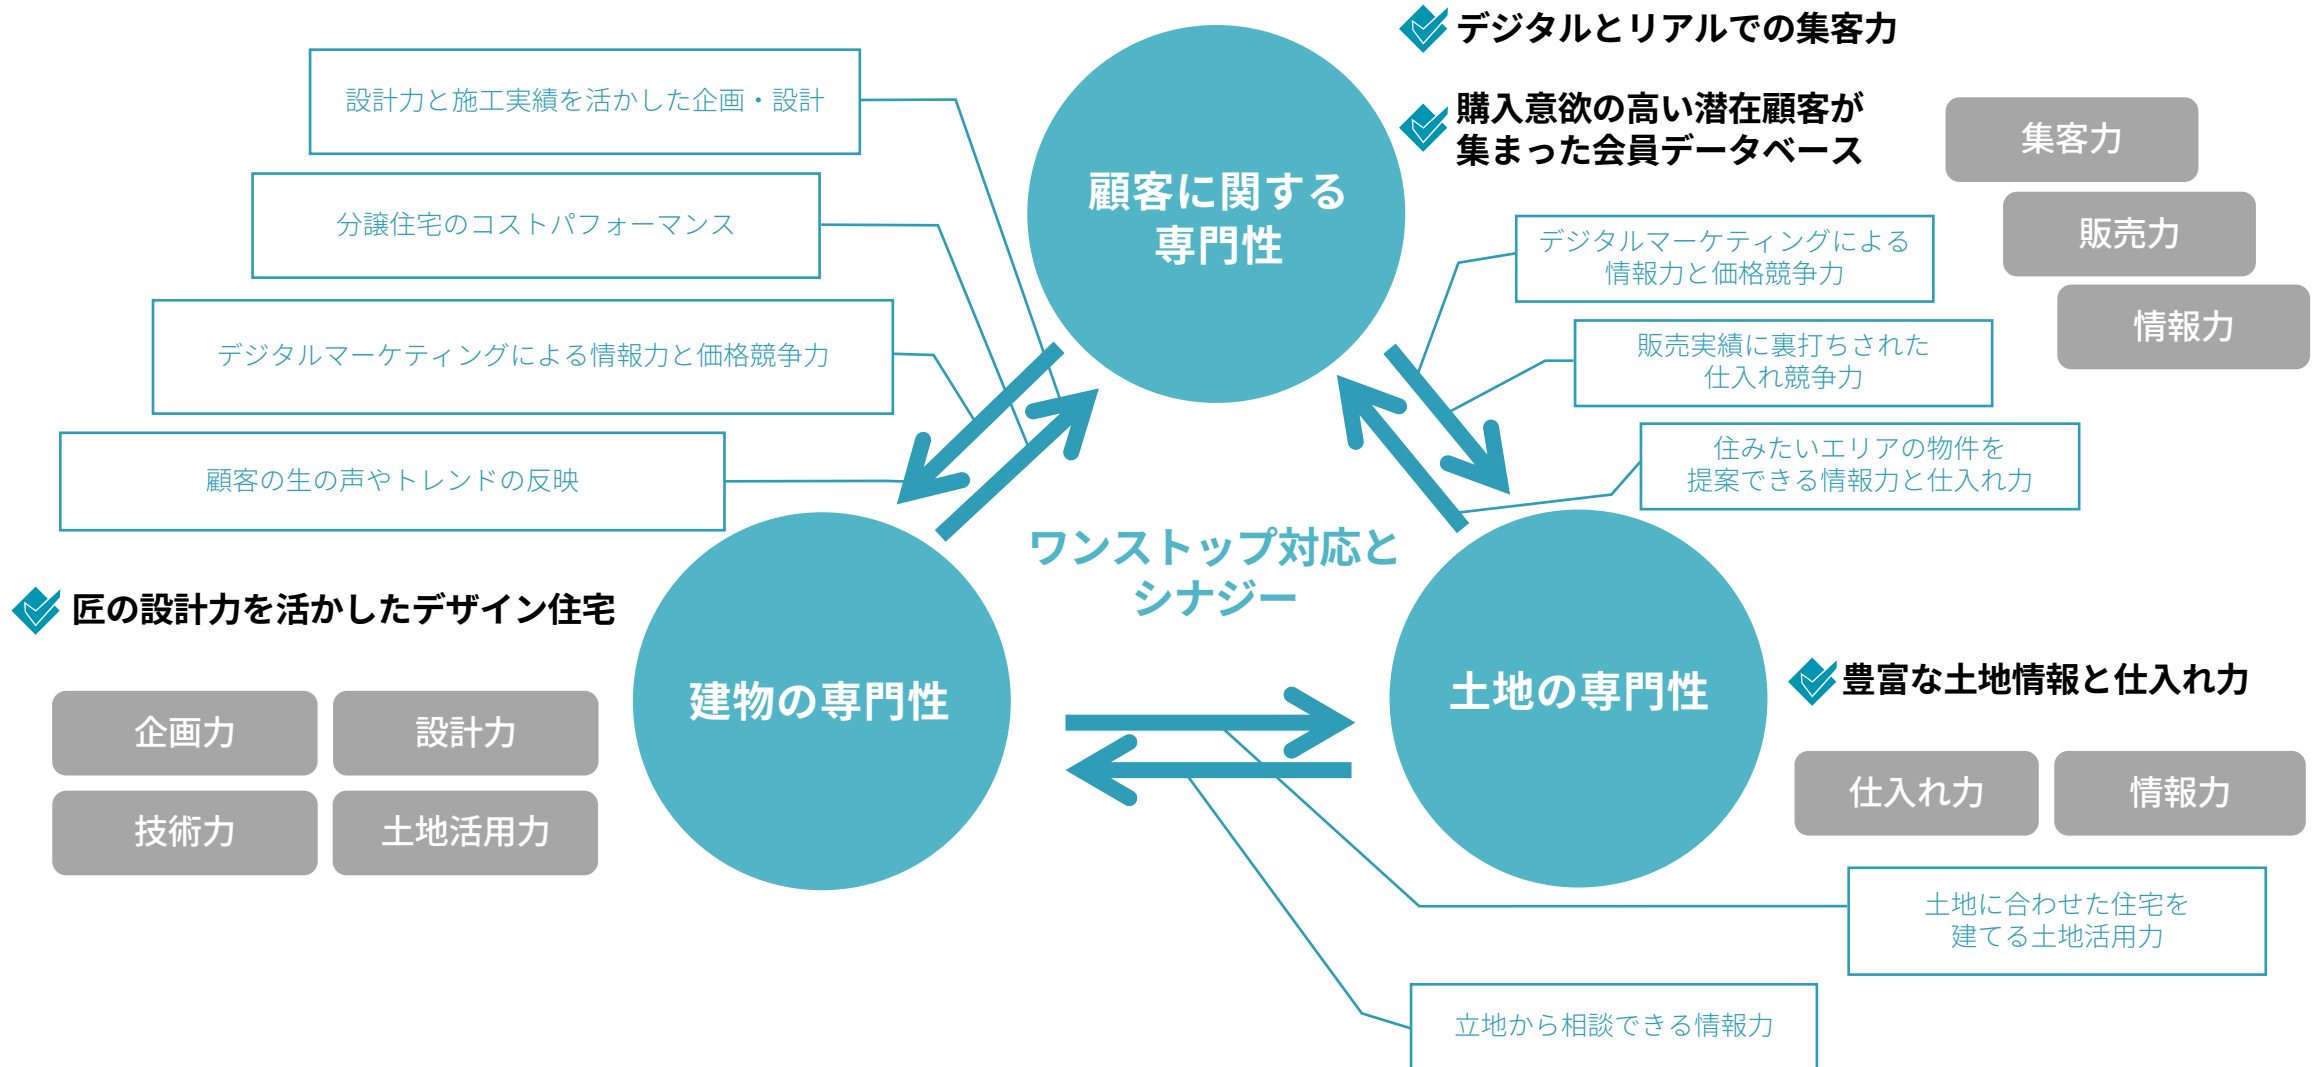 デジタルとリアルでの集客力
購入意欲の高い潜在顧客が
集まった会員データベース
集客力
販売力
情報力
顧客に関する
専門性
設計力と施工実績を活かした企画・設計
分譲住宅のコストパフォーマンス
デジタルマーケティングによる情報力と価格競争力
顧客の生の声やトレンドの反映
デジタルマーケティングによる
情報力と価格競争力
販売実績に裏打ちされた
仕入れ競争力
住みたいエリアの物件を
提案できる情報力と仕入れ力
ワンストップ対応と
シナジー
匠の設計力を活かしたデザイン住宅
企画力
設計力
技術力
土地活用力
建物の専門性
土地の専門性
豊富な土地情報と仕入れ力
仕入れ力
情報力
土地に合わせた住宅を
建てる土地活用力
立地から相談できる情報力